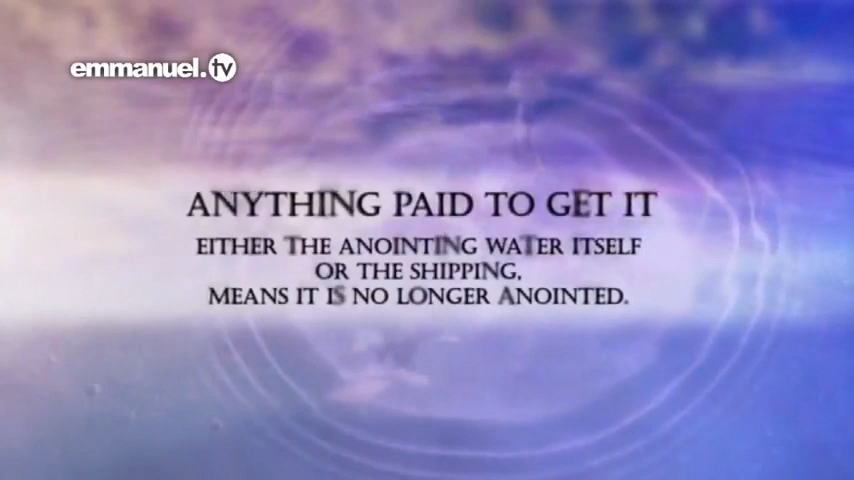 emmanuel.tv
ANYTHING PAID TO GET IT
EITHER THE ANOINTING WATER ITSELF
OR THE SHIPPING,
MEANS IT IS NO LONGER ANOINTED.